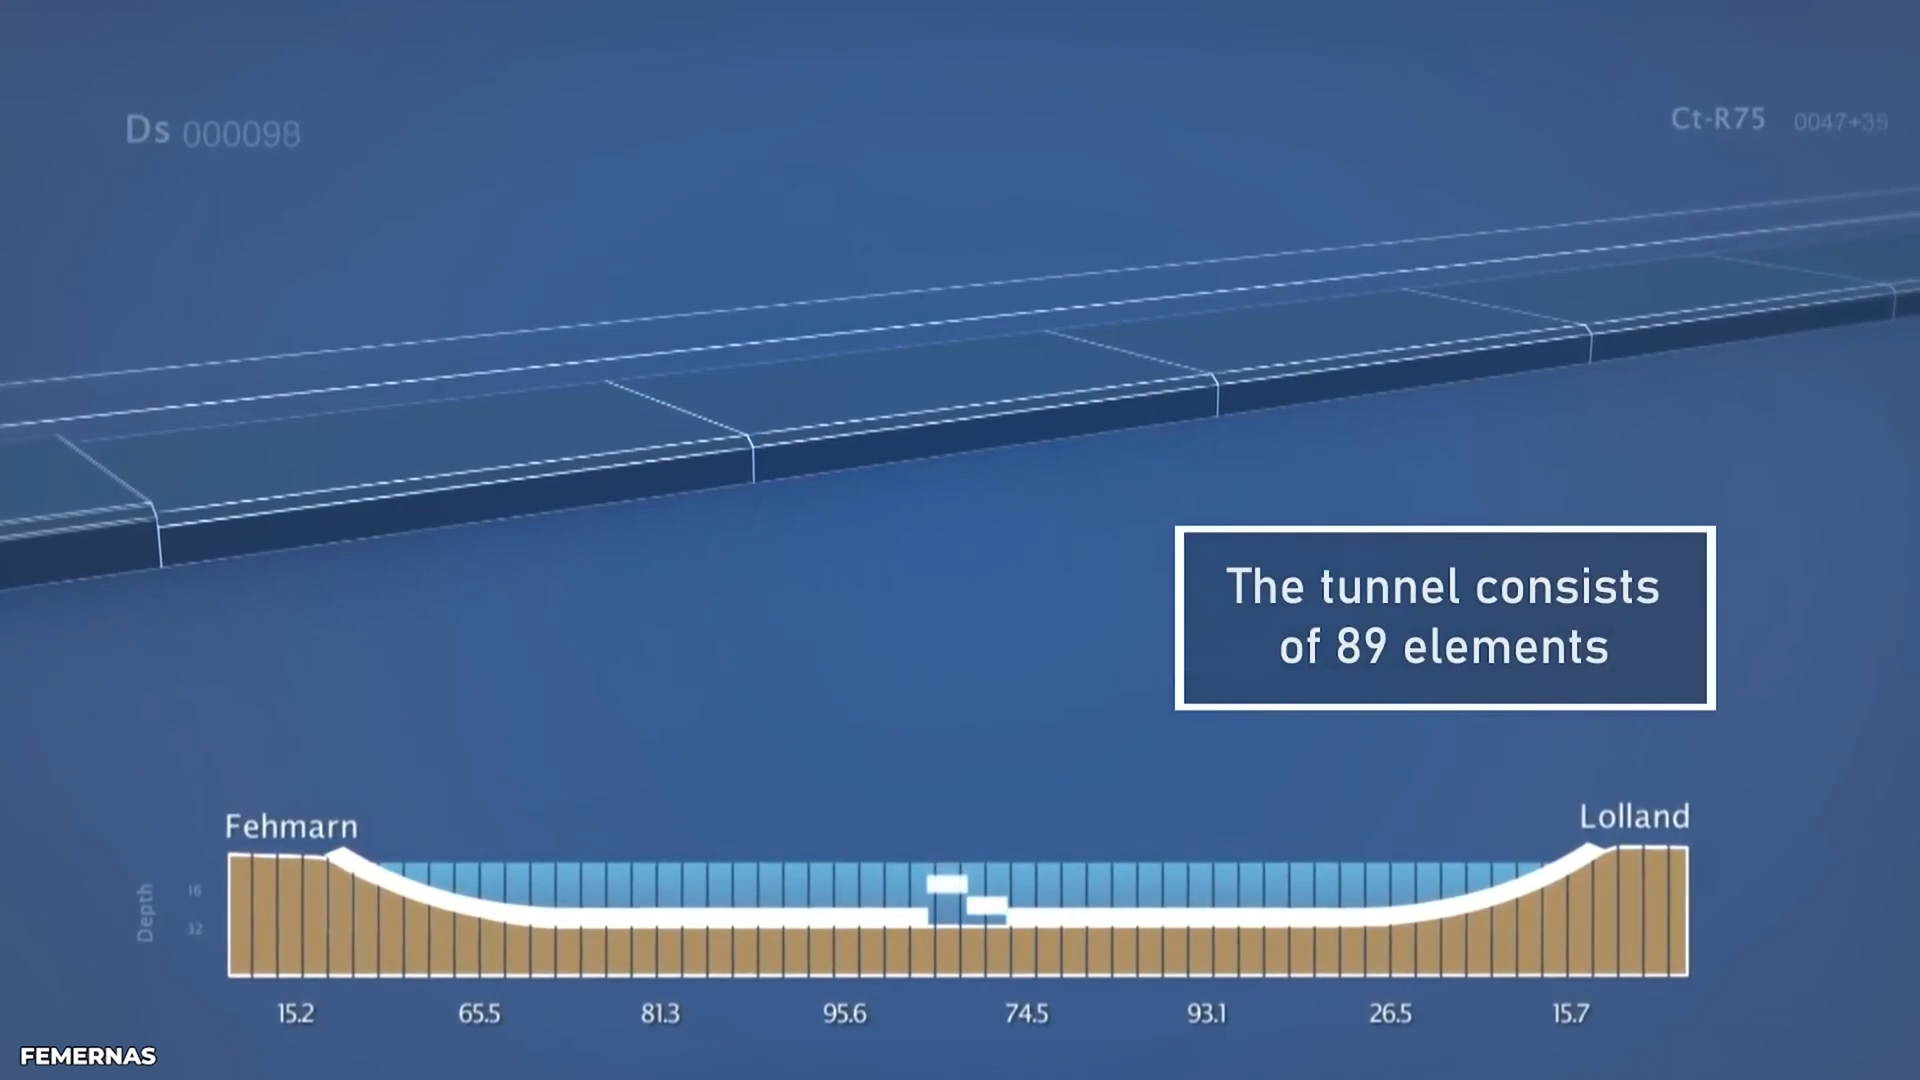 Ds 000098
Ct-R75 0047+35
The tunnel consists
of 89 elements
Fehmarn
Lolland
Depth
16
32
15.2 65.5 81.3 95.6 74.5 93.1 26.5 15.7
FEMERNAS